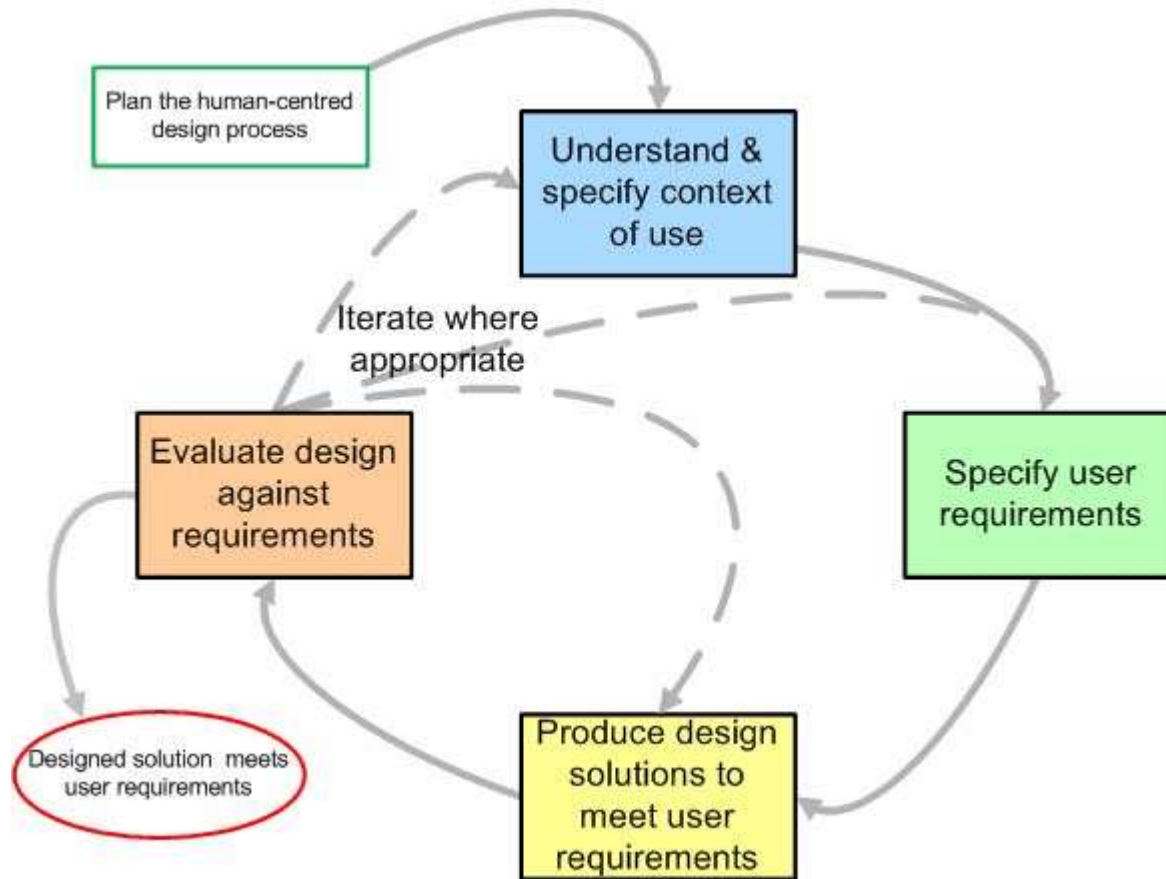 Plan the human-centred
design process
Understand &
specify context
of use
Iterate where
appropriate
Evaluate design
against
requirements
Specify user
requirements
Designed solution meets
user requirements
Produce design
solutions to
meet user
requirements